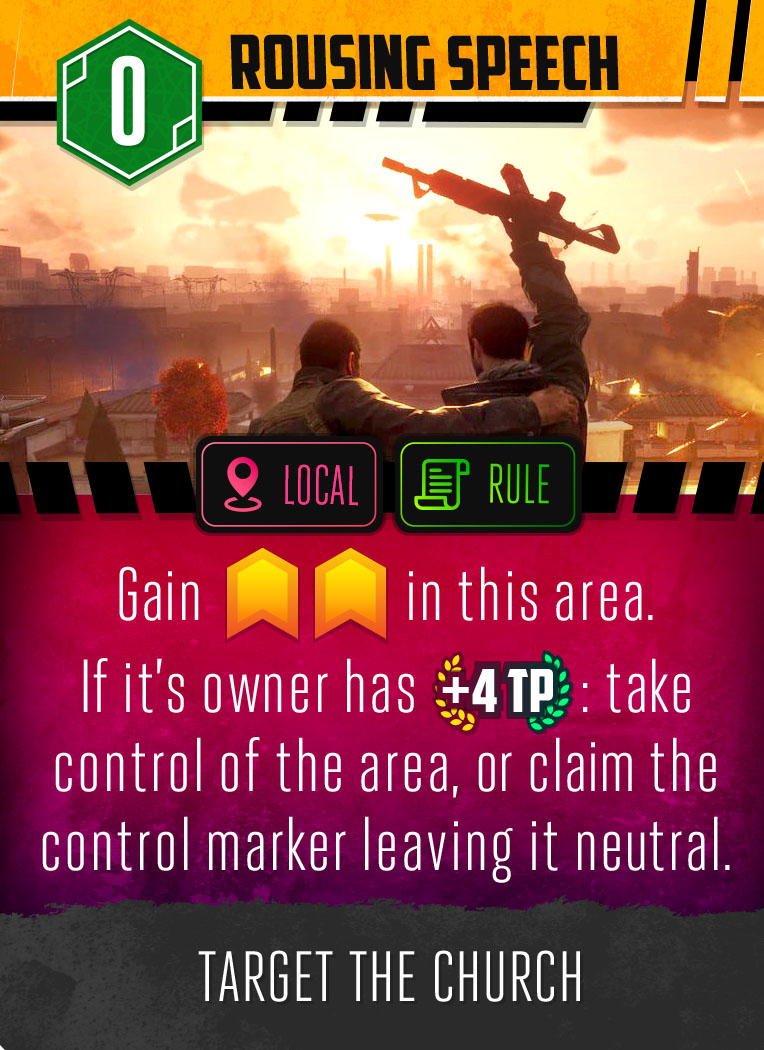 0
ROUSING SPEECH
LOCAL
RULE
Gain in this area.
If it's owner has +4 TP : take
control of the area, or claim the
control marker leaving it neutral.
TARGET THE CHURCH